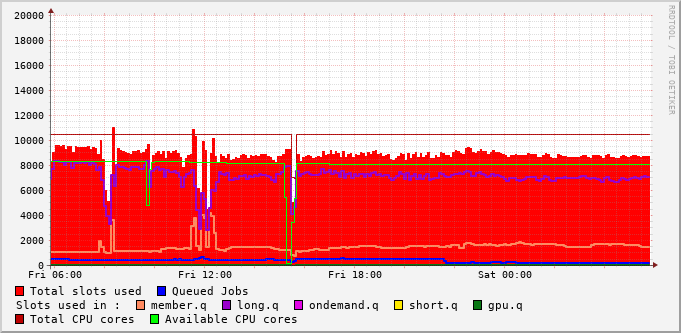 20000
18000
16000
14000
12000
10000
8000
6000
4000
2000
0
Fri 06:00 Fri 12:00 Fri 18:00 Sat 00:00
Total slots used Queued Jobs
Slots used in : member.q long.q ondemand.q short.q gpu.q
Total CPU cores Available CPU cores
RRDTOOL / TOBI OETIKER